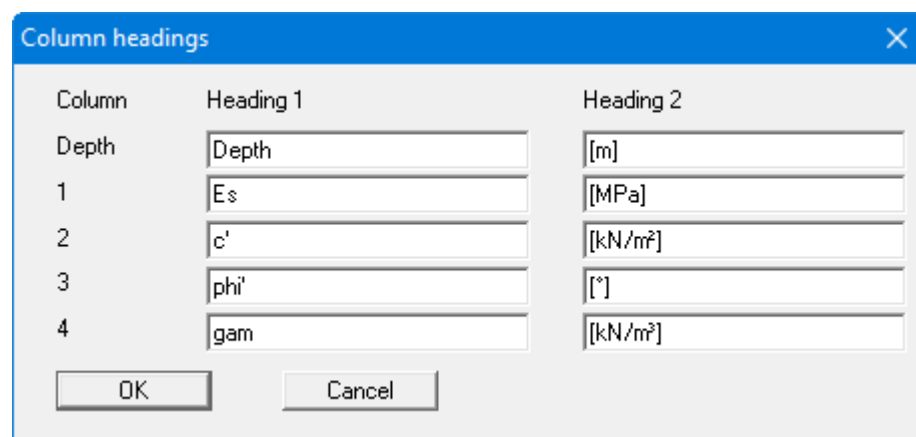 Column headings
Column Heading 1 Heading 2
Depth Depth [m]
1 Es [MPa]
2 c' [kN/m²]
3 phi' [°]
4 gam [kN/m³]
OK Cancel